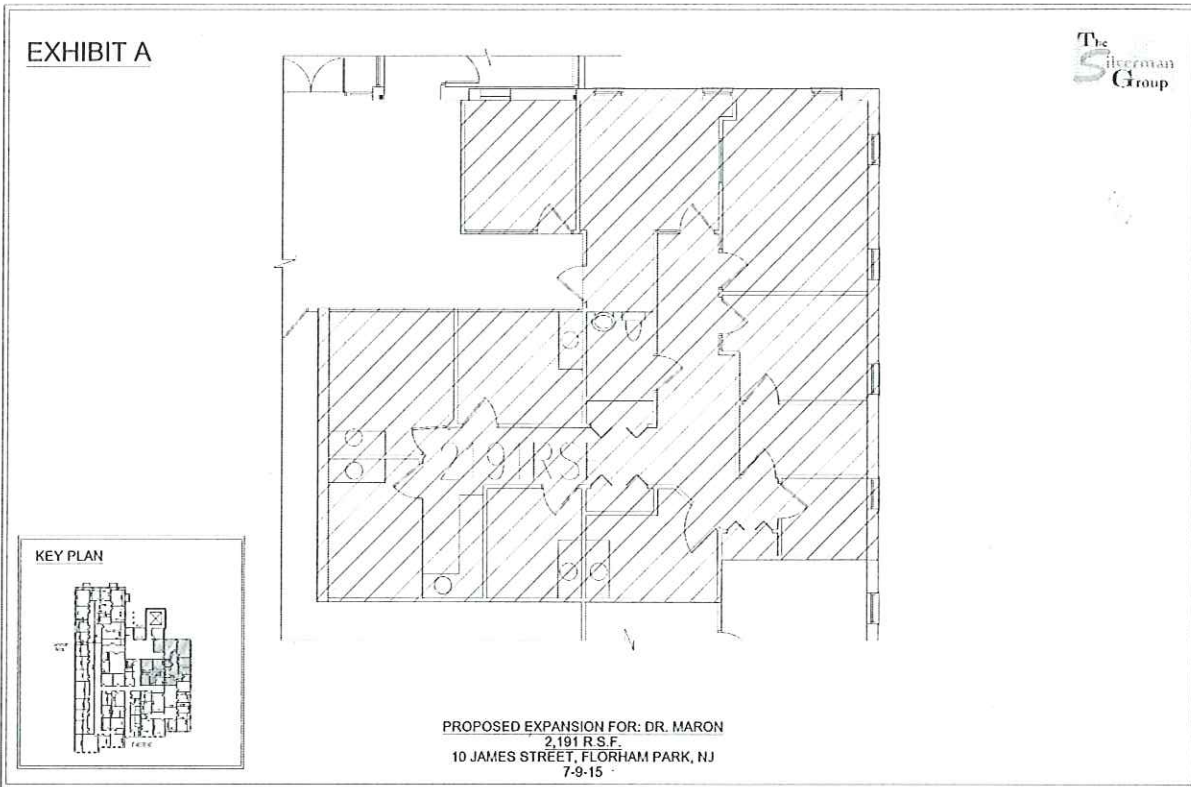 EXHIBIT A
The
Silverman
Group
2191RS
KEY PLAN
PROPOSED EXPANSION FOR: DR. MARON
2,191 R.S.F.
10 JAMES STREET, FLORHAM PARK, NJ
7-9-15